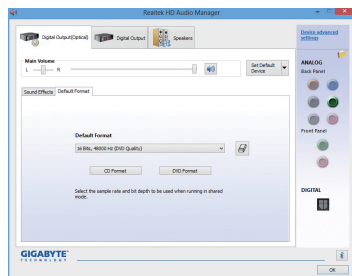 Realtek HD Audio Manager
Digital Output(Optical)
Digital Output
Speakers
Device advanced
settings
Main Volume
L
R
Set Default
Device
ANALOG
Back Panel
Sound Effects
Default Format
Default Format
16 Bits, 48000 Hz (DVD Quality)
CD Format
DVD Format
Select the sample rate and bit depth to be used when running in shared
mode.
Front Panel
DIGITAL
GIGABYTE
TECHNOLOGY
OK